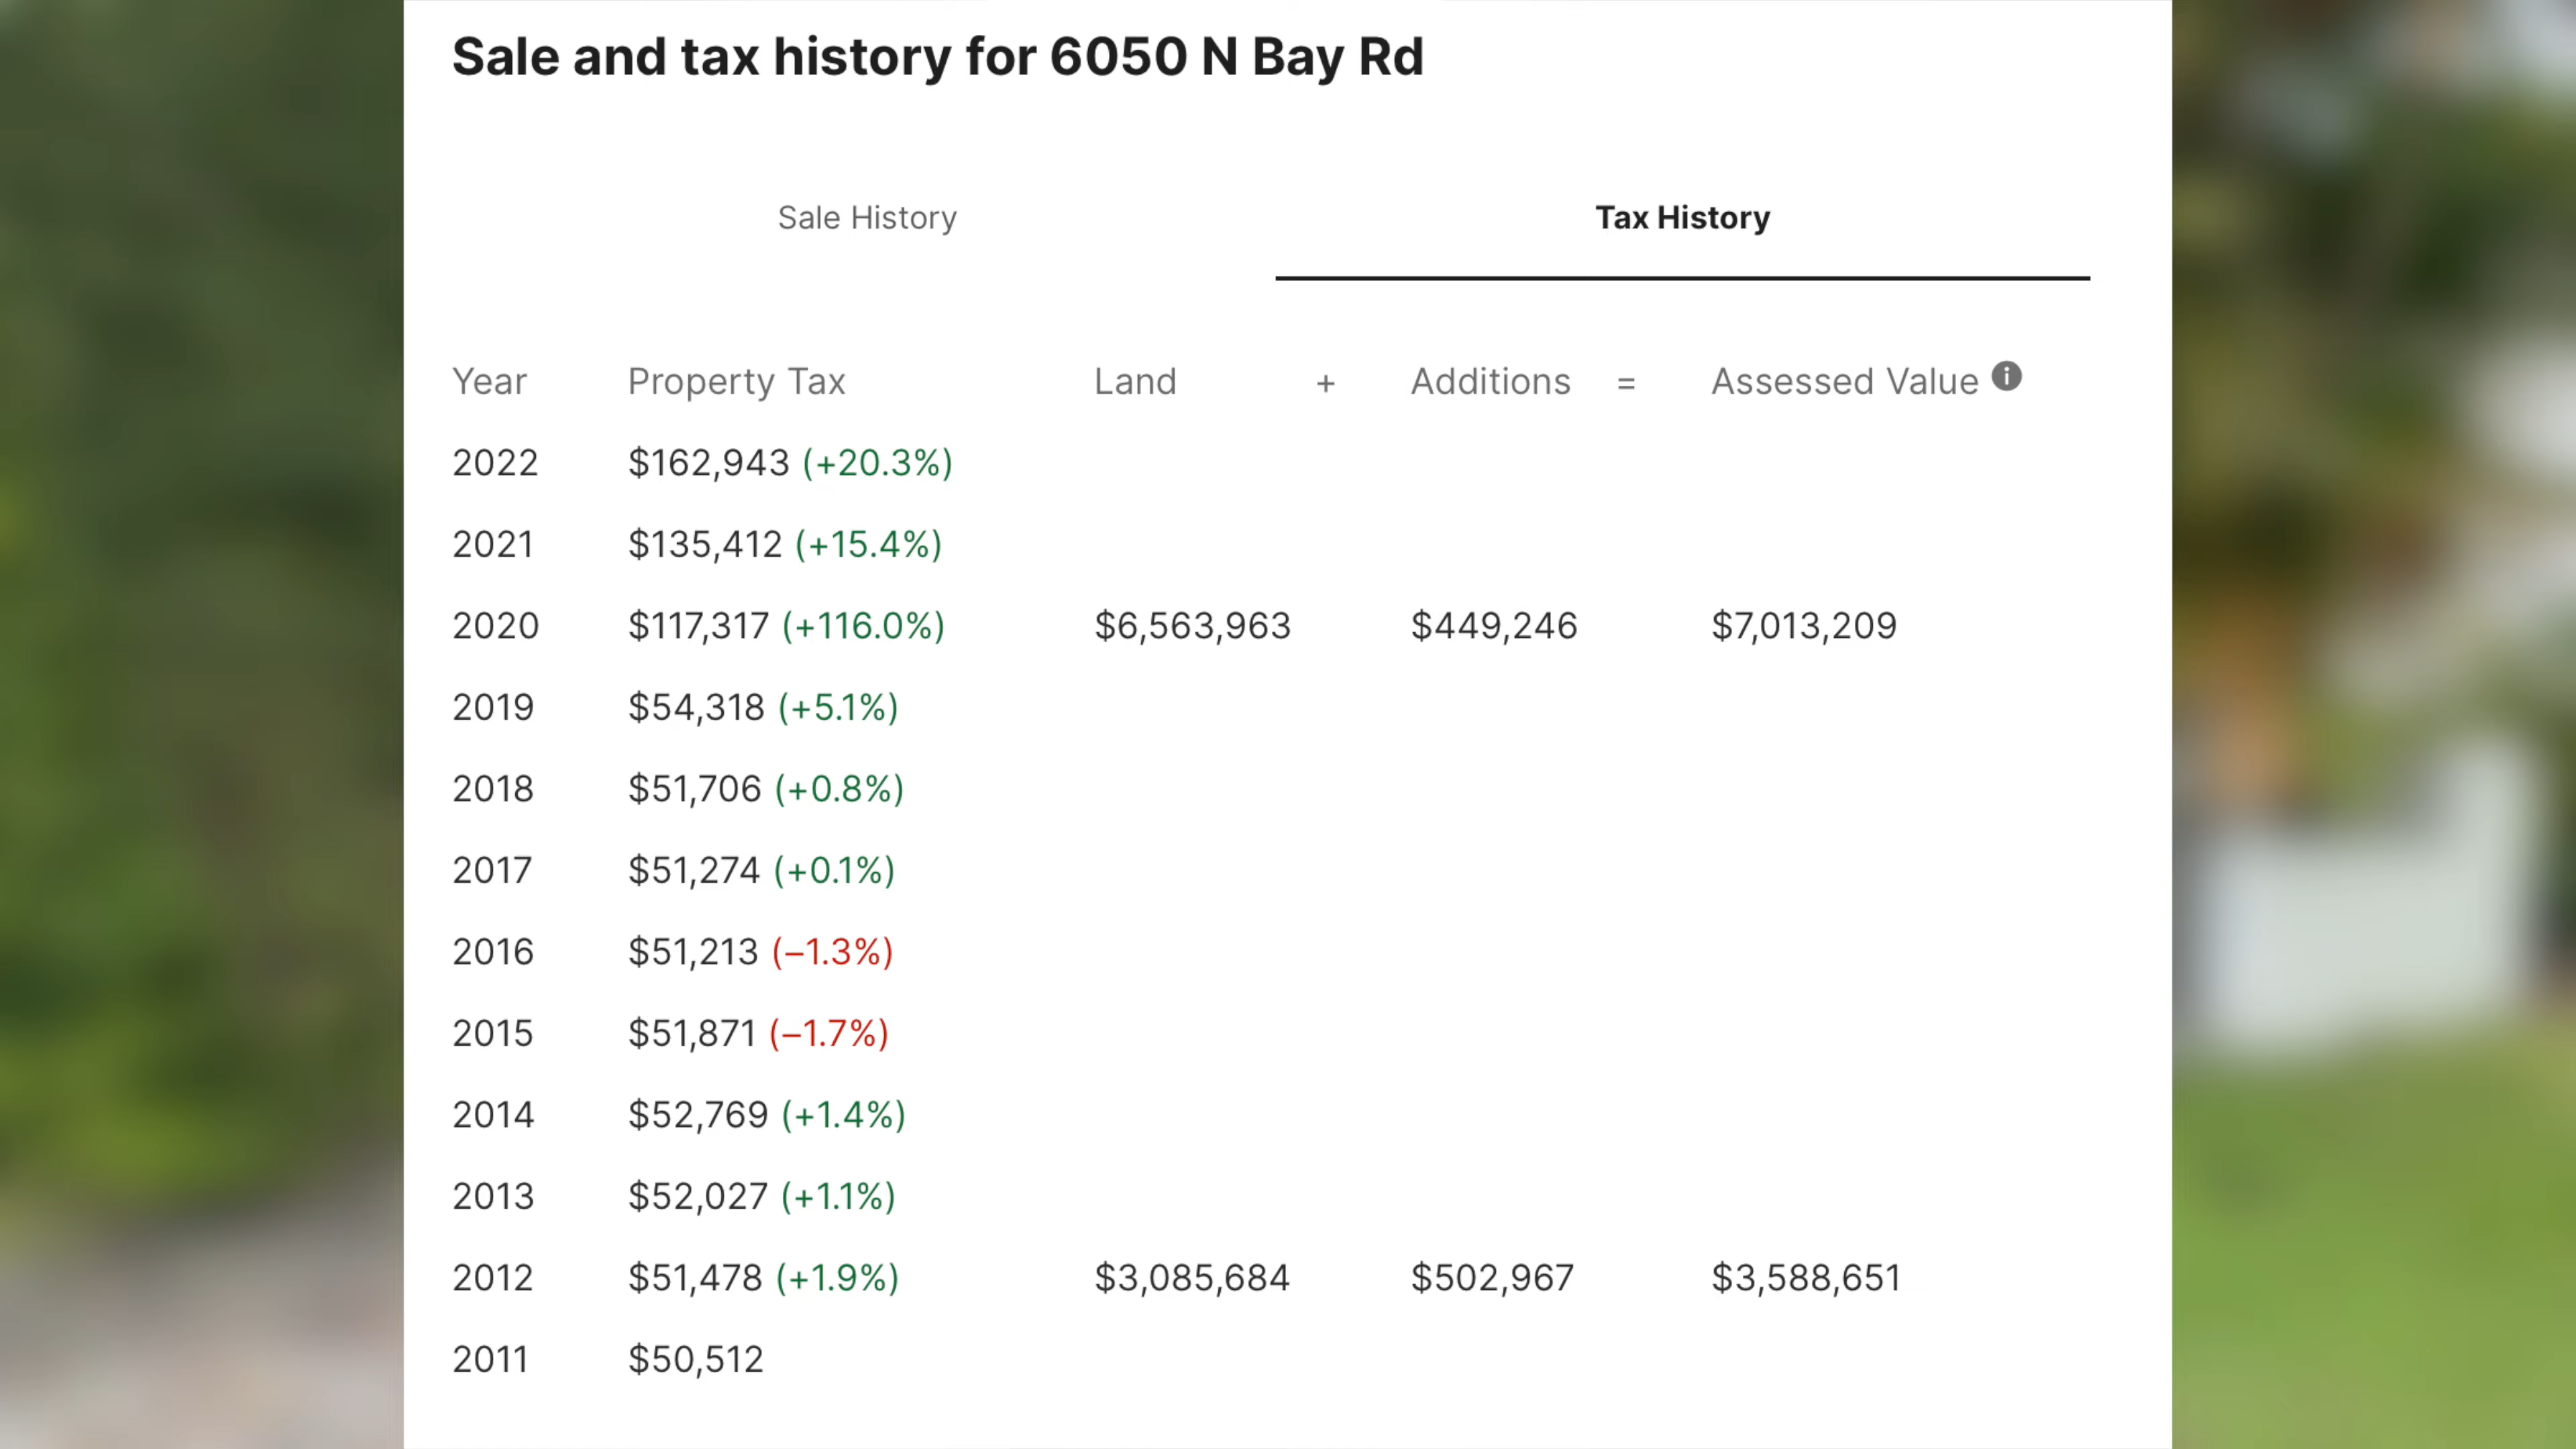 Sale and tax history for 6050 N Bay Rd
Sale History Tax History
Year Property Tax Land + Additions = Assessed Value
2022 $162,943 (+20.3%)
2021 $135,412 (+15.4%)
2020 $117,317 (+116.0%) $6,563,963 $449,246 $7,013,209
2019 $54,318 (+5.1%)
2018 $51,706 (+0.8%)
2017 $51,274 (+0.1%)
2016 $51,213 (–1.3%)
2015 $51,871 (–1.7%)
2014 $52,769 (+1.4%)
2013 $52,027 (+1.1%)
2012 $51,478 (+1.9%) $3,085,684 $502,967 $3,588,651
2011 $50,512